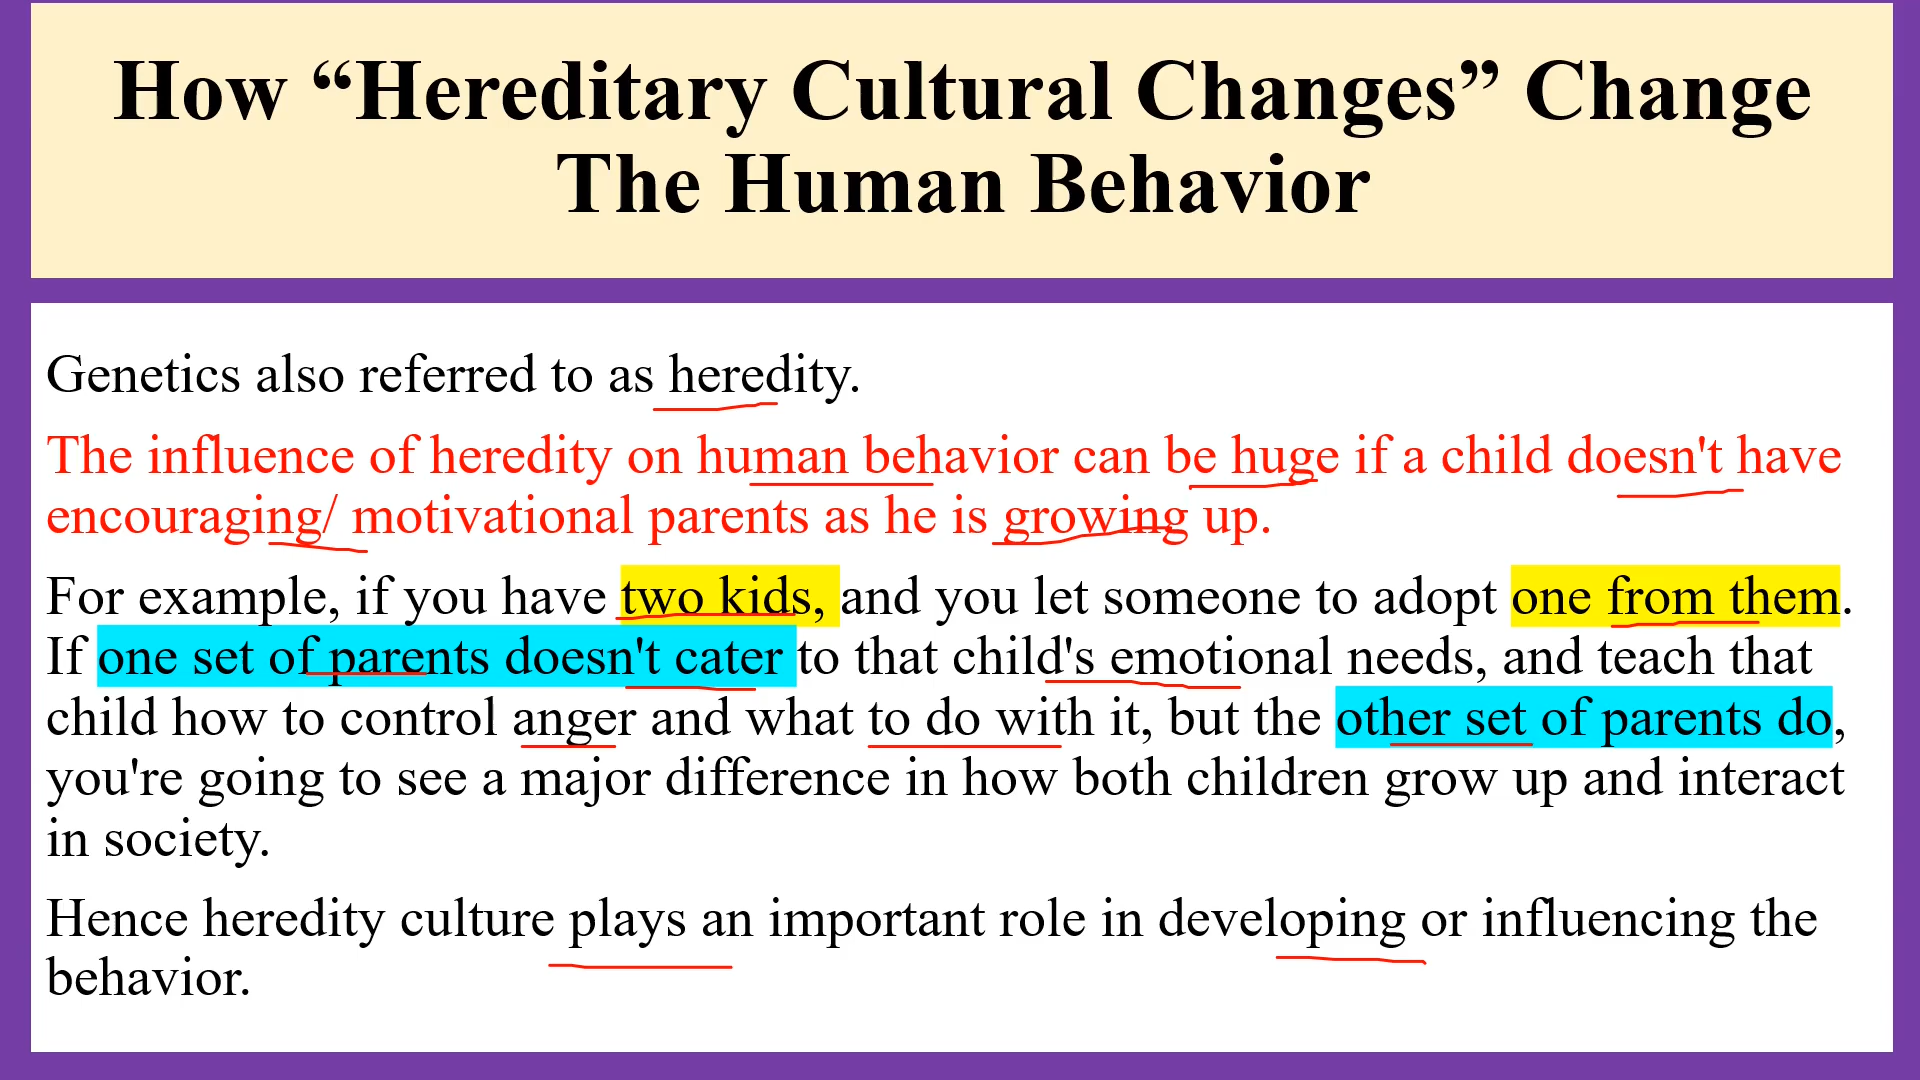 How “Hereditary Cultural Changes” Change
The Human Behavior
Genetics also referred to as heredity.
The influence of heredity on human behavior can be huge if a child doesn't have
encouraging/ motivational parents as he is growing up.
For example, if you have two kids, and you let someone to adopt one from them.
If one set of parents doesn't cater to that child's emotional needs, and teach that
child how to control anger and what to do with it, but the other set of parents do,
you're going to see a major difference in how both children grow up and interact
in society.
Hence heredity culture plays an important role in developing or influencing the
behavior.